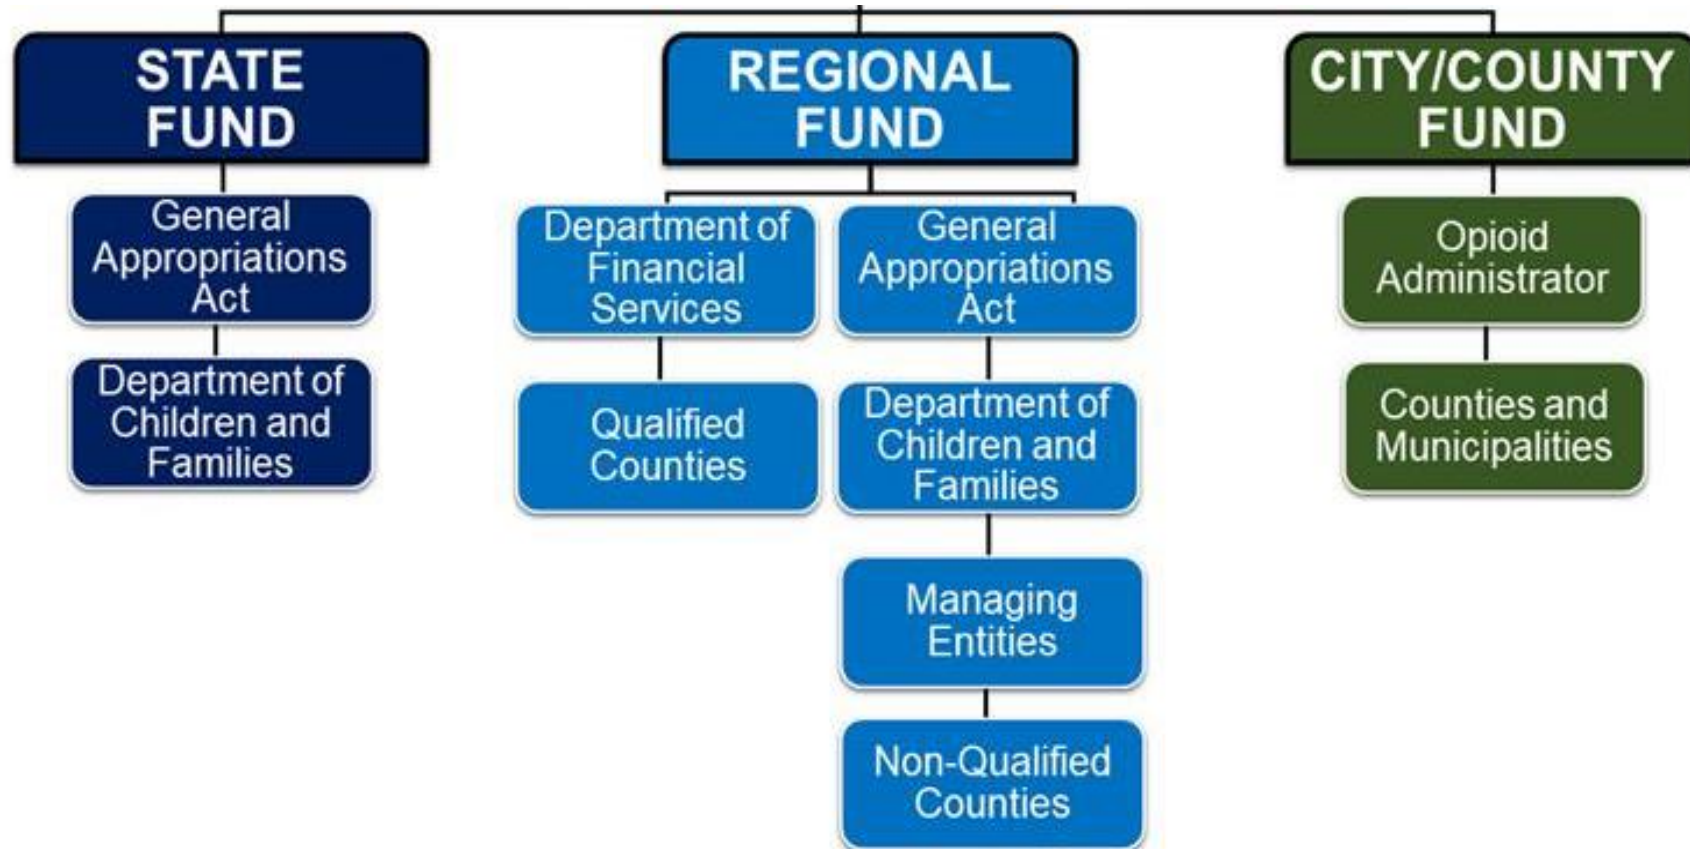 STATE
FUND
General
Appropriations
Act
Department of
Children and
Families
REGIONAL
FUND
Department of
Financial
Services
Qualified
Counties
General
Appropriations
Act
Department of
Children and
Families
Managing
Entities
Non-Qualified
Counties
CITY/COUNTY
FUND
Opioid
Administrator
Counties and
Municipalities